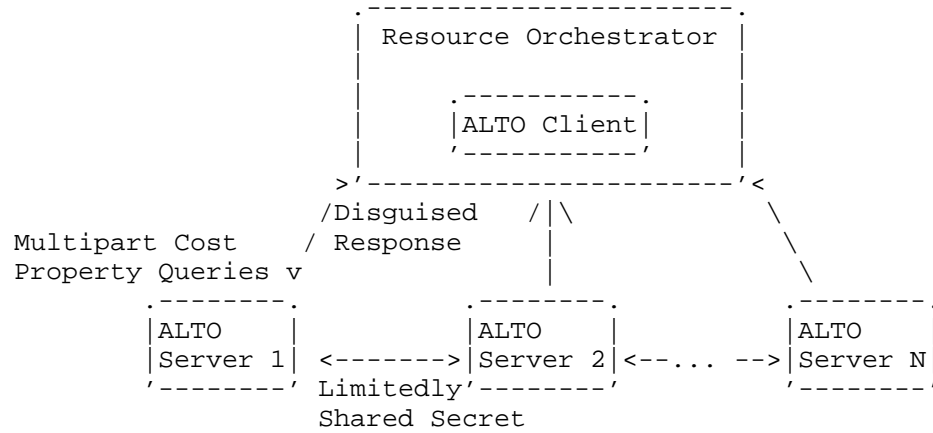 Resource Orchestrator
ALTO Client
Disguised
Multipart Cost Response
Property Queries v
ALTO ALTO ALTO
Server 1 <-------> Server 2 <--... --> Server N
Limitedly
Shared Secret